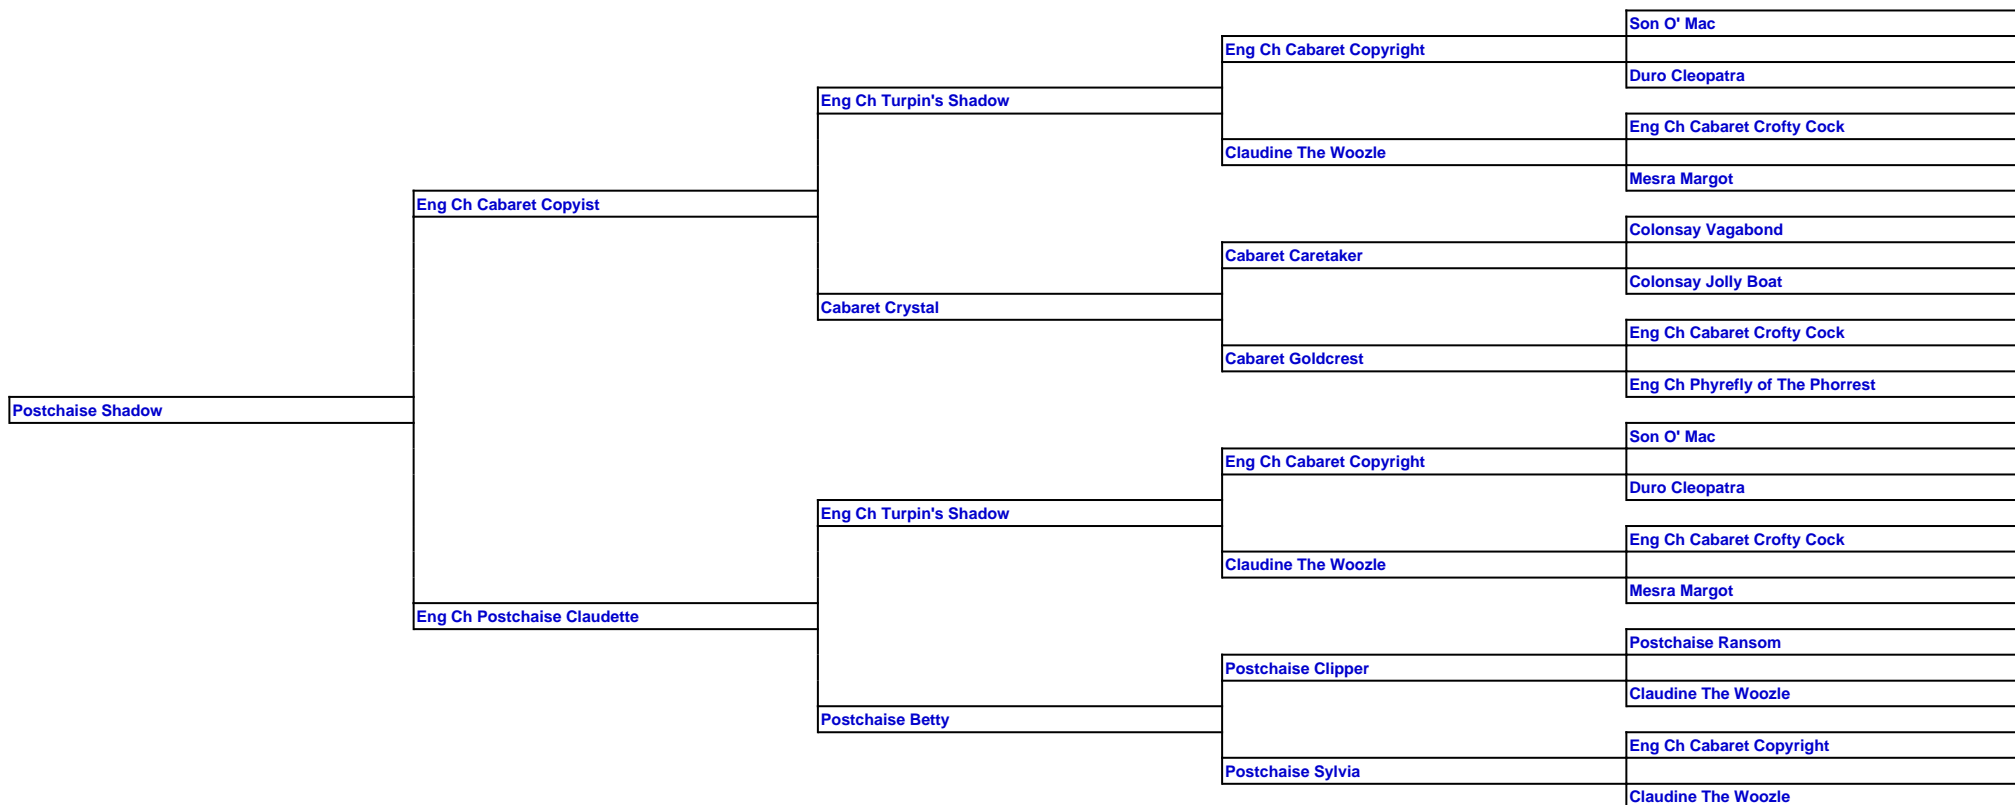 Son O' Mac
Eng Ch Cabaret Copyright
Duro Cleopatra
Eng Ch Turpin's Shadow
Eng Ch Cabaret Crofty Cock
Claudine The Woozle
Mesra Margot
Eng Ch Cabaret Copyist
Colonsay Vagabond
Cabaret Caretaker
Colonsay Jolly Boat
Cabaret Crystal
Eng Ch Cabaret Crofty Cock
Cabaret Goldcrest
Eng Ch Phyrefly of The Phorrest
Postchaise Shadow
Son O' Mac
Eng Ch Cabaret Copyright
Duro Cleopatra
Eng Ch Turpin's Shadow
Eng Ch Cabaret Crofty Cock
Claudine The Woozle
Mesra Margot
Eng Ch Postchaise Claudette
Postchaise Ransom
Postchaise Clipper
Claudine The Woozle
Postchaise Betty
Eng Ch Cabaret Copyright
Postchaise Sylvia
Claudine The Woozle